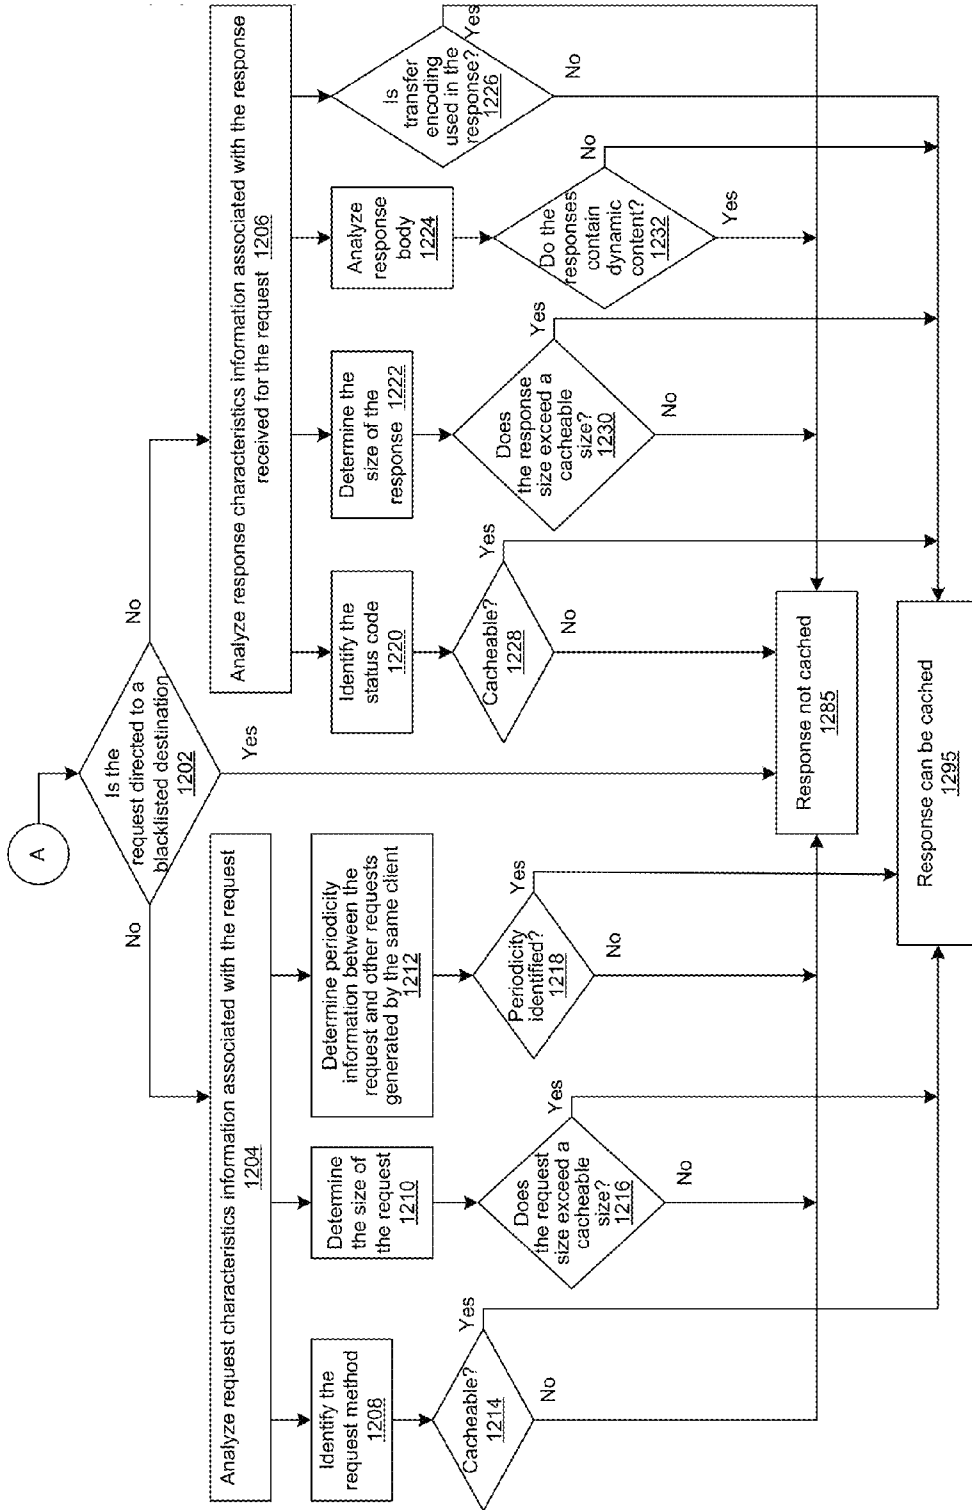 A
Is the
request directed to a
blacklisted destination
1202
No
No
Yes
Analyze request characteristics information associated with the request
1204
Identify the
request method
1208
Determine
the size of
the request
1210
Determine periodicity
information between the
request and other requests
generated by the same client
1212
Cacheable?
1214
Yes
No
Does
the request
size exceed a
cacheable
size?
1216
Yes
No
Periodicity
identified?
1218
Yes
No
Analyze response characteristics information associated with the response
received for the request 1206
Identify the
status code
1220
Determine the
size of the
response 1222
Analyze
response
body
1224
Is
transfer
encoding
used in the
response?
1226
Yes
No
Cacheable?
1228
Yes
No
Does
the response
size exceed a
cacheable
size?
1230
Yes
No
Do the
responses
contain
dynamic
content?
1232
No
Yes
Response not cached
1285
Response can be cached
1295